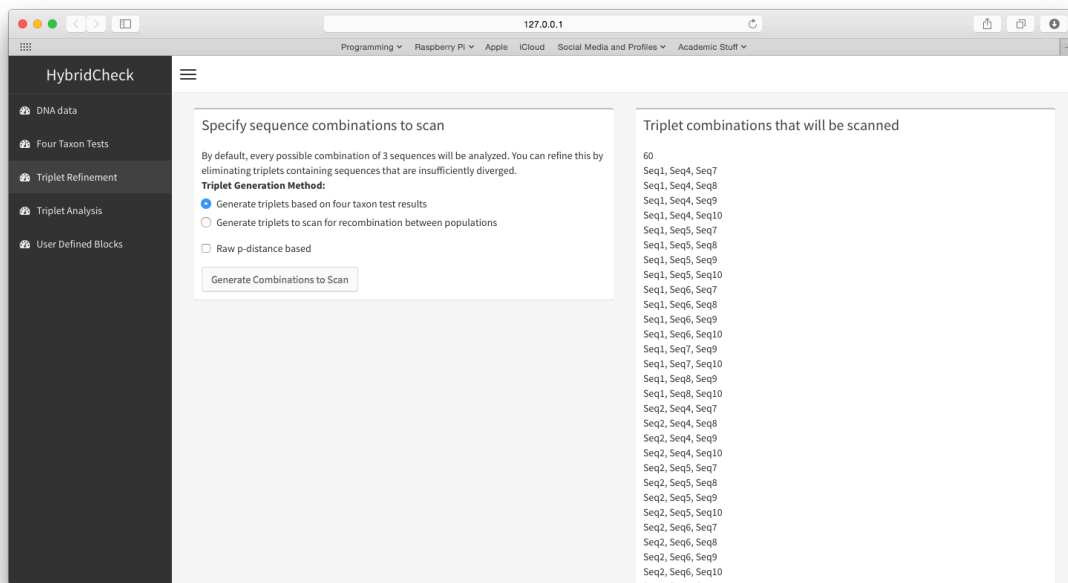 127.0.0.1
Programming Raspberry Pi Apple iCloud Social Media and Profiles Academic Stuff
HybridCheck
DNA data
Four Taxon Tests
Triplet Refinement
Triplet Analysis
User Defined Blocks
Specify sequence combinations to scan
By default, every possible combination of 3 sequences will be analyzed. You can refine this by
eliminating triplets containing sequences that are insufficiently diverged.
Triplet Generation Method:
Generate triplets based on four taxon test results
Generate triplets to scan for recombination between populations
Raw p-distance based
Generate Combinations to Scan
Triplet combinations that will be scanned
60
Seq1, Seq4, Seq7
Seq1, Seq4, Seq8
Seq1, Seq4, Seq9
Seq1, Seq4, Seq10
Seq1, Seq5, Seq7
Seq1, Seq5, Seq8
Seq1, Seq5, Seq9
Seq1, Seq5, Seq10
Seq1, Seq6, Seq7
Seq1, Seq6, Seq8
Seq1, Seq6, Seq9
Seq1, Seq6, Seq10
Seq1, Seq7, Seq9
Seq1, Seq7, Seq10
Seq1, Seq8, Seq9
Seq1, Seq8, Seq10
Seq2, Seq4, Seq7
Seq2, Seq4, Seq8
Seq2, Seq4, Seq9
Seq2, Seq4, Seq10
Seq2, Seq5, Seq7
Seq2, Seq5, Seq8
Seq2, Seq5, Seq9
Seq2, Seq5, Seq10
Seq2, Seq6, Seq7
Seq2, Seq6, Seq8
Seq2, Seq6, Seq9
Seq2, Seq6, Seq10